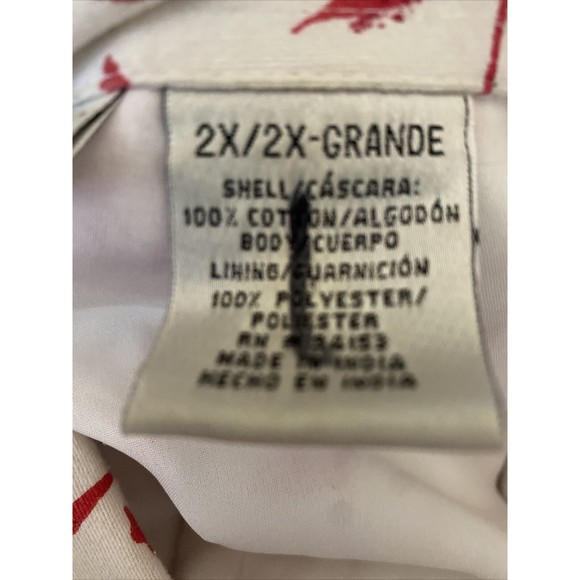 2X/2X-GRANDE
SHELL/CÁSCARA:
100% COTTON/ALGODÓN
BODY/CUERPO
LINING/GUARNICIÓN
100% POLYESTER/
POLIESTER
RN
MADE IN INDIA
HECHO EN INDIA